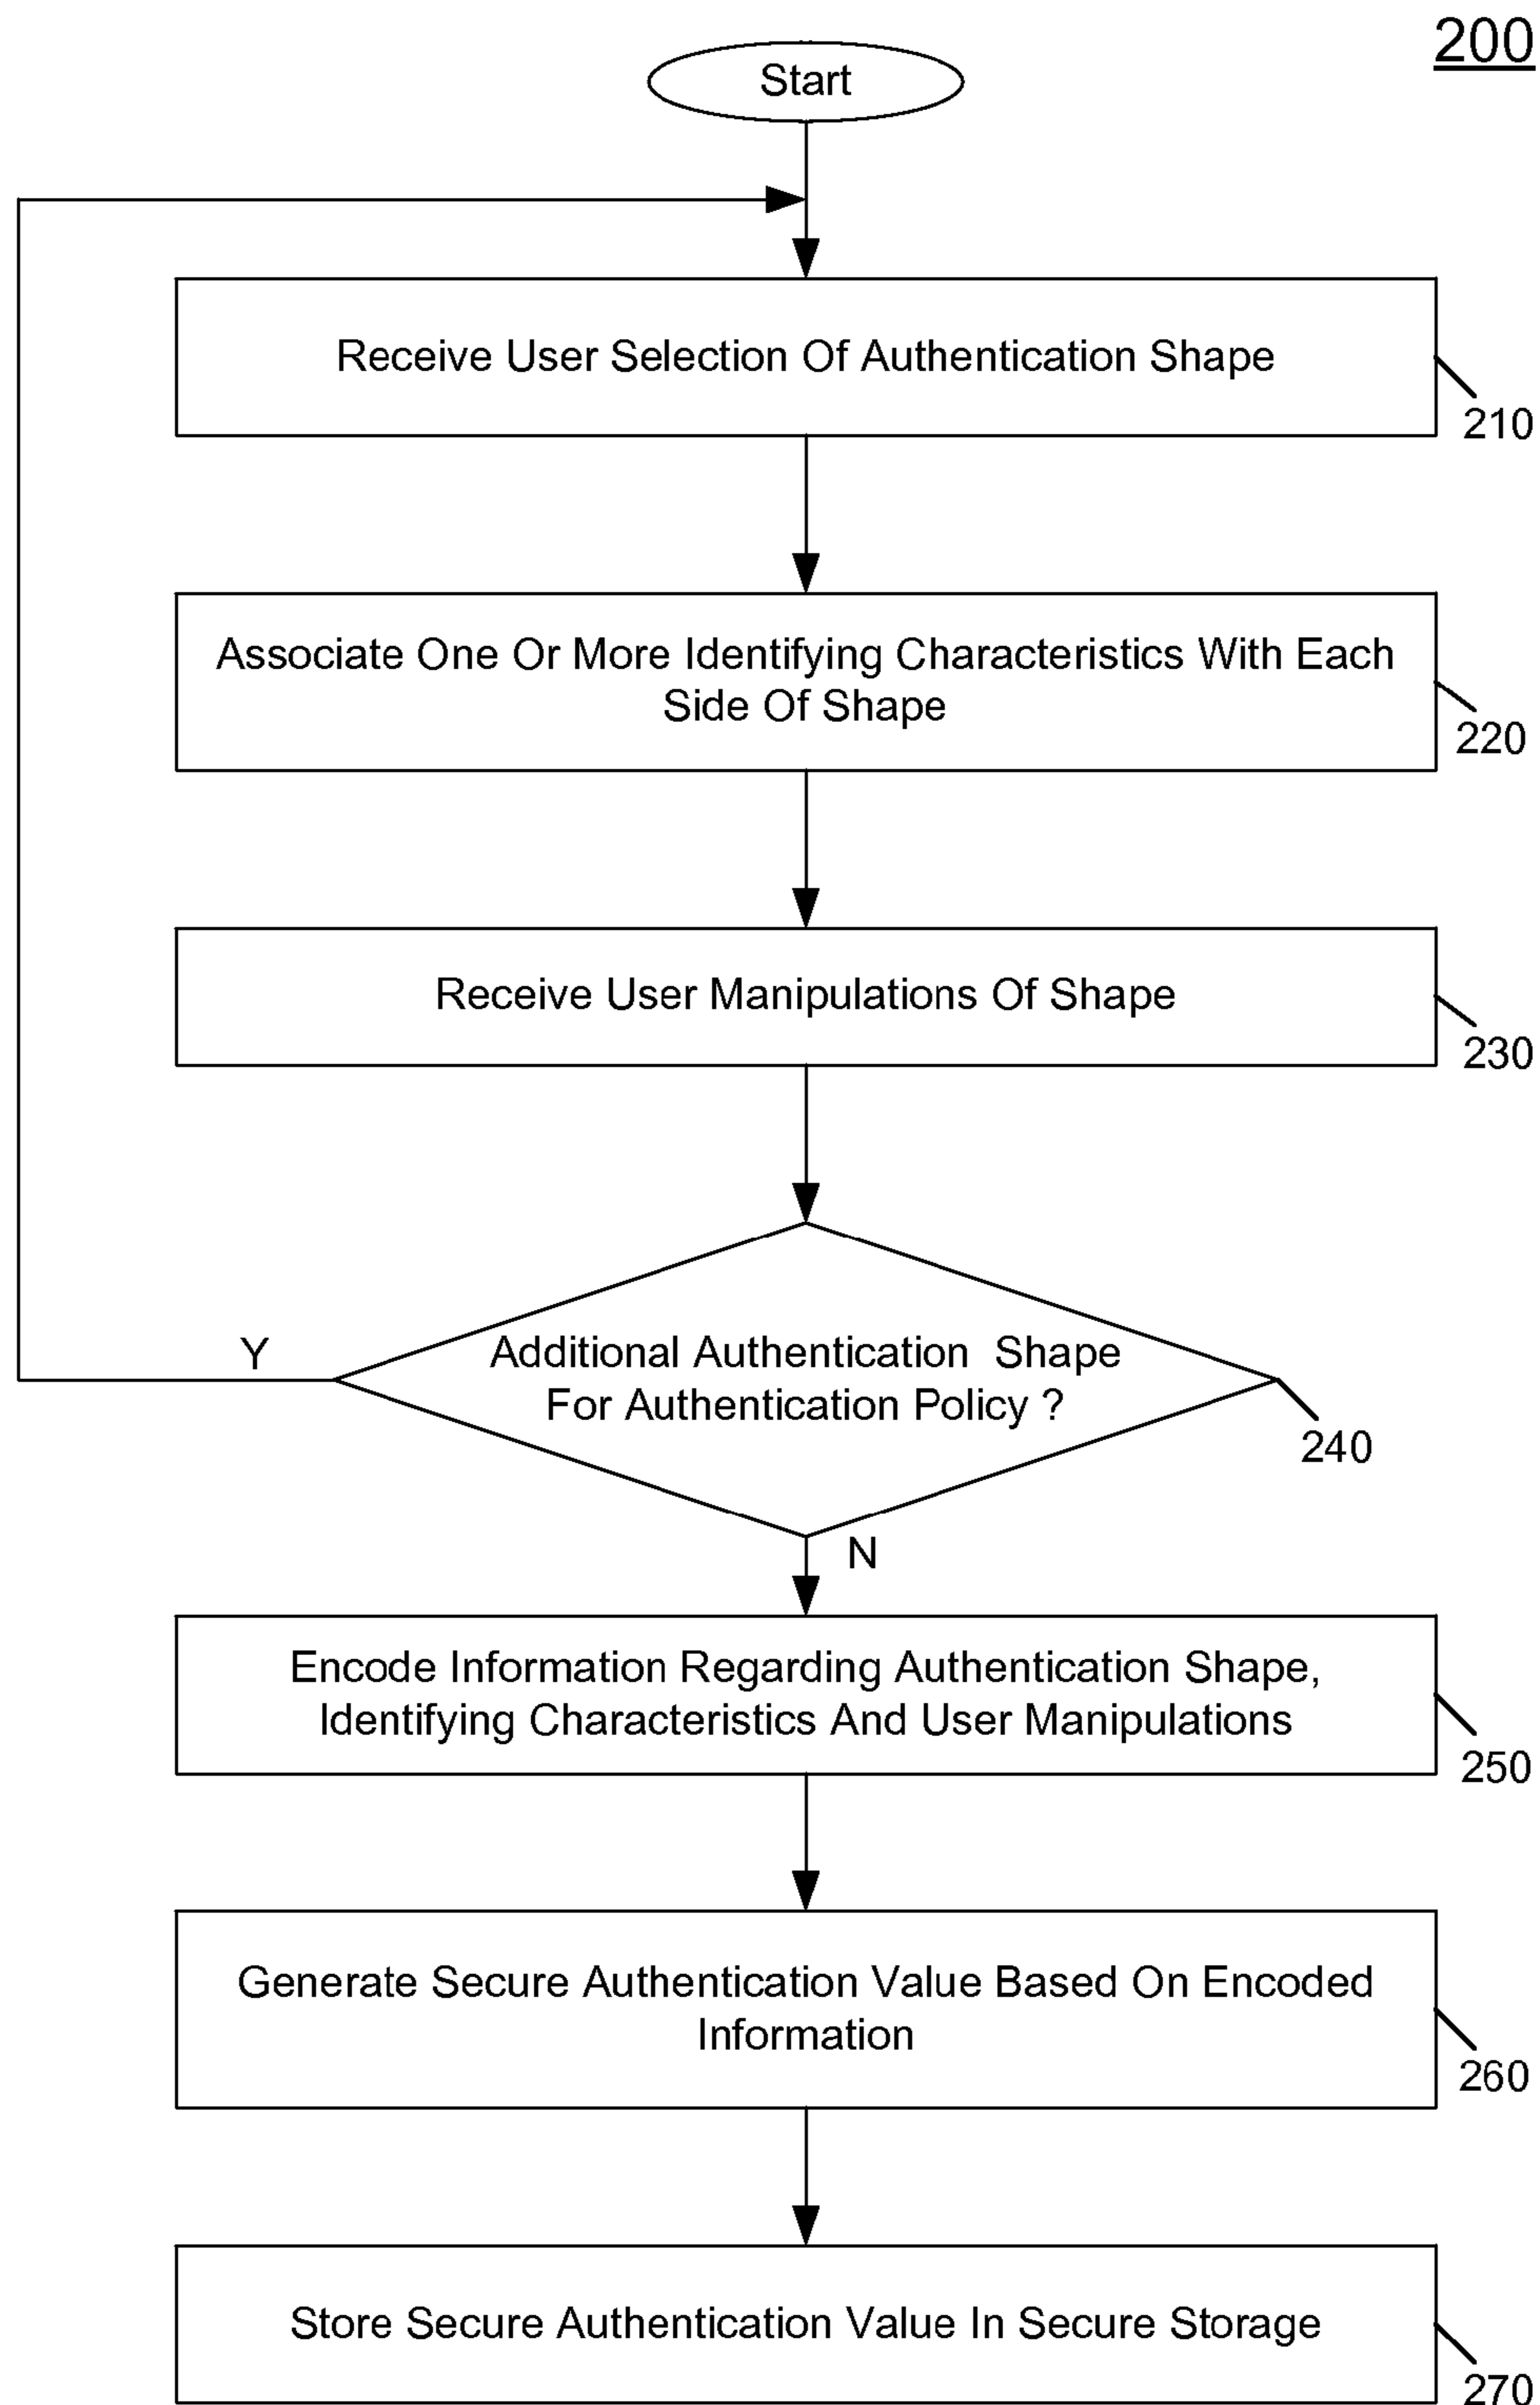 200
Start
Receive User Selection Of Authentication Shape
210
Associate One Or More Identifying Characteristics With Each
Side Of Shape
220
Receive User Manipulations Of Shape
230
Y
Additional Authentication Shape
For Authentication Policy ?
240
N
Encode Information Regarding Authentication Shape,
Identifying Characteristics And User Manipulations
250
Generate Secure Authentication Value Based On Encoded
Information
260
Store Secure Authentication Value In Secure Storage
270